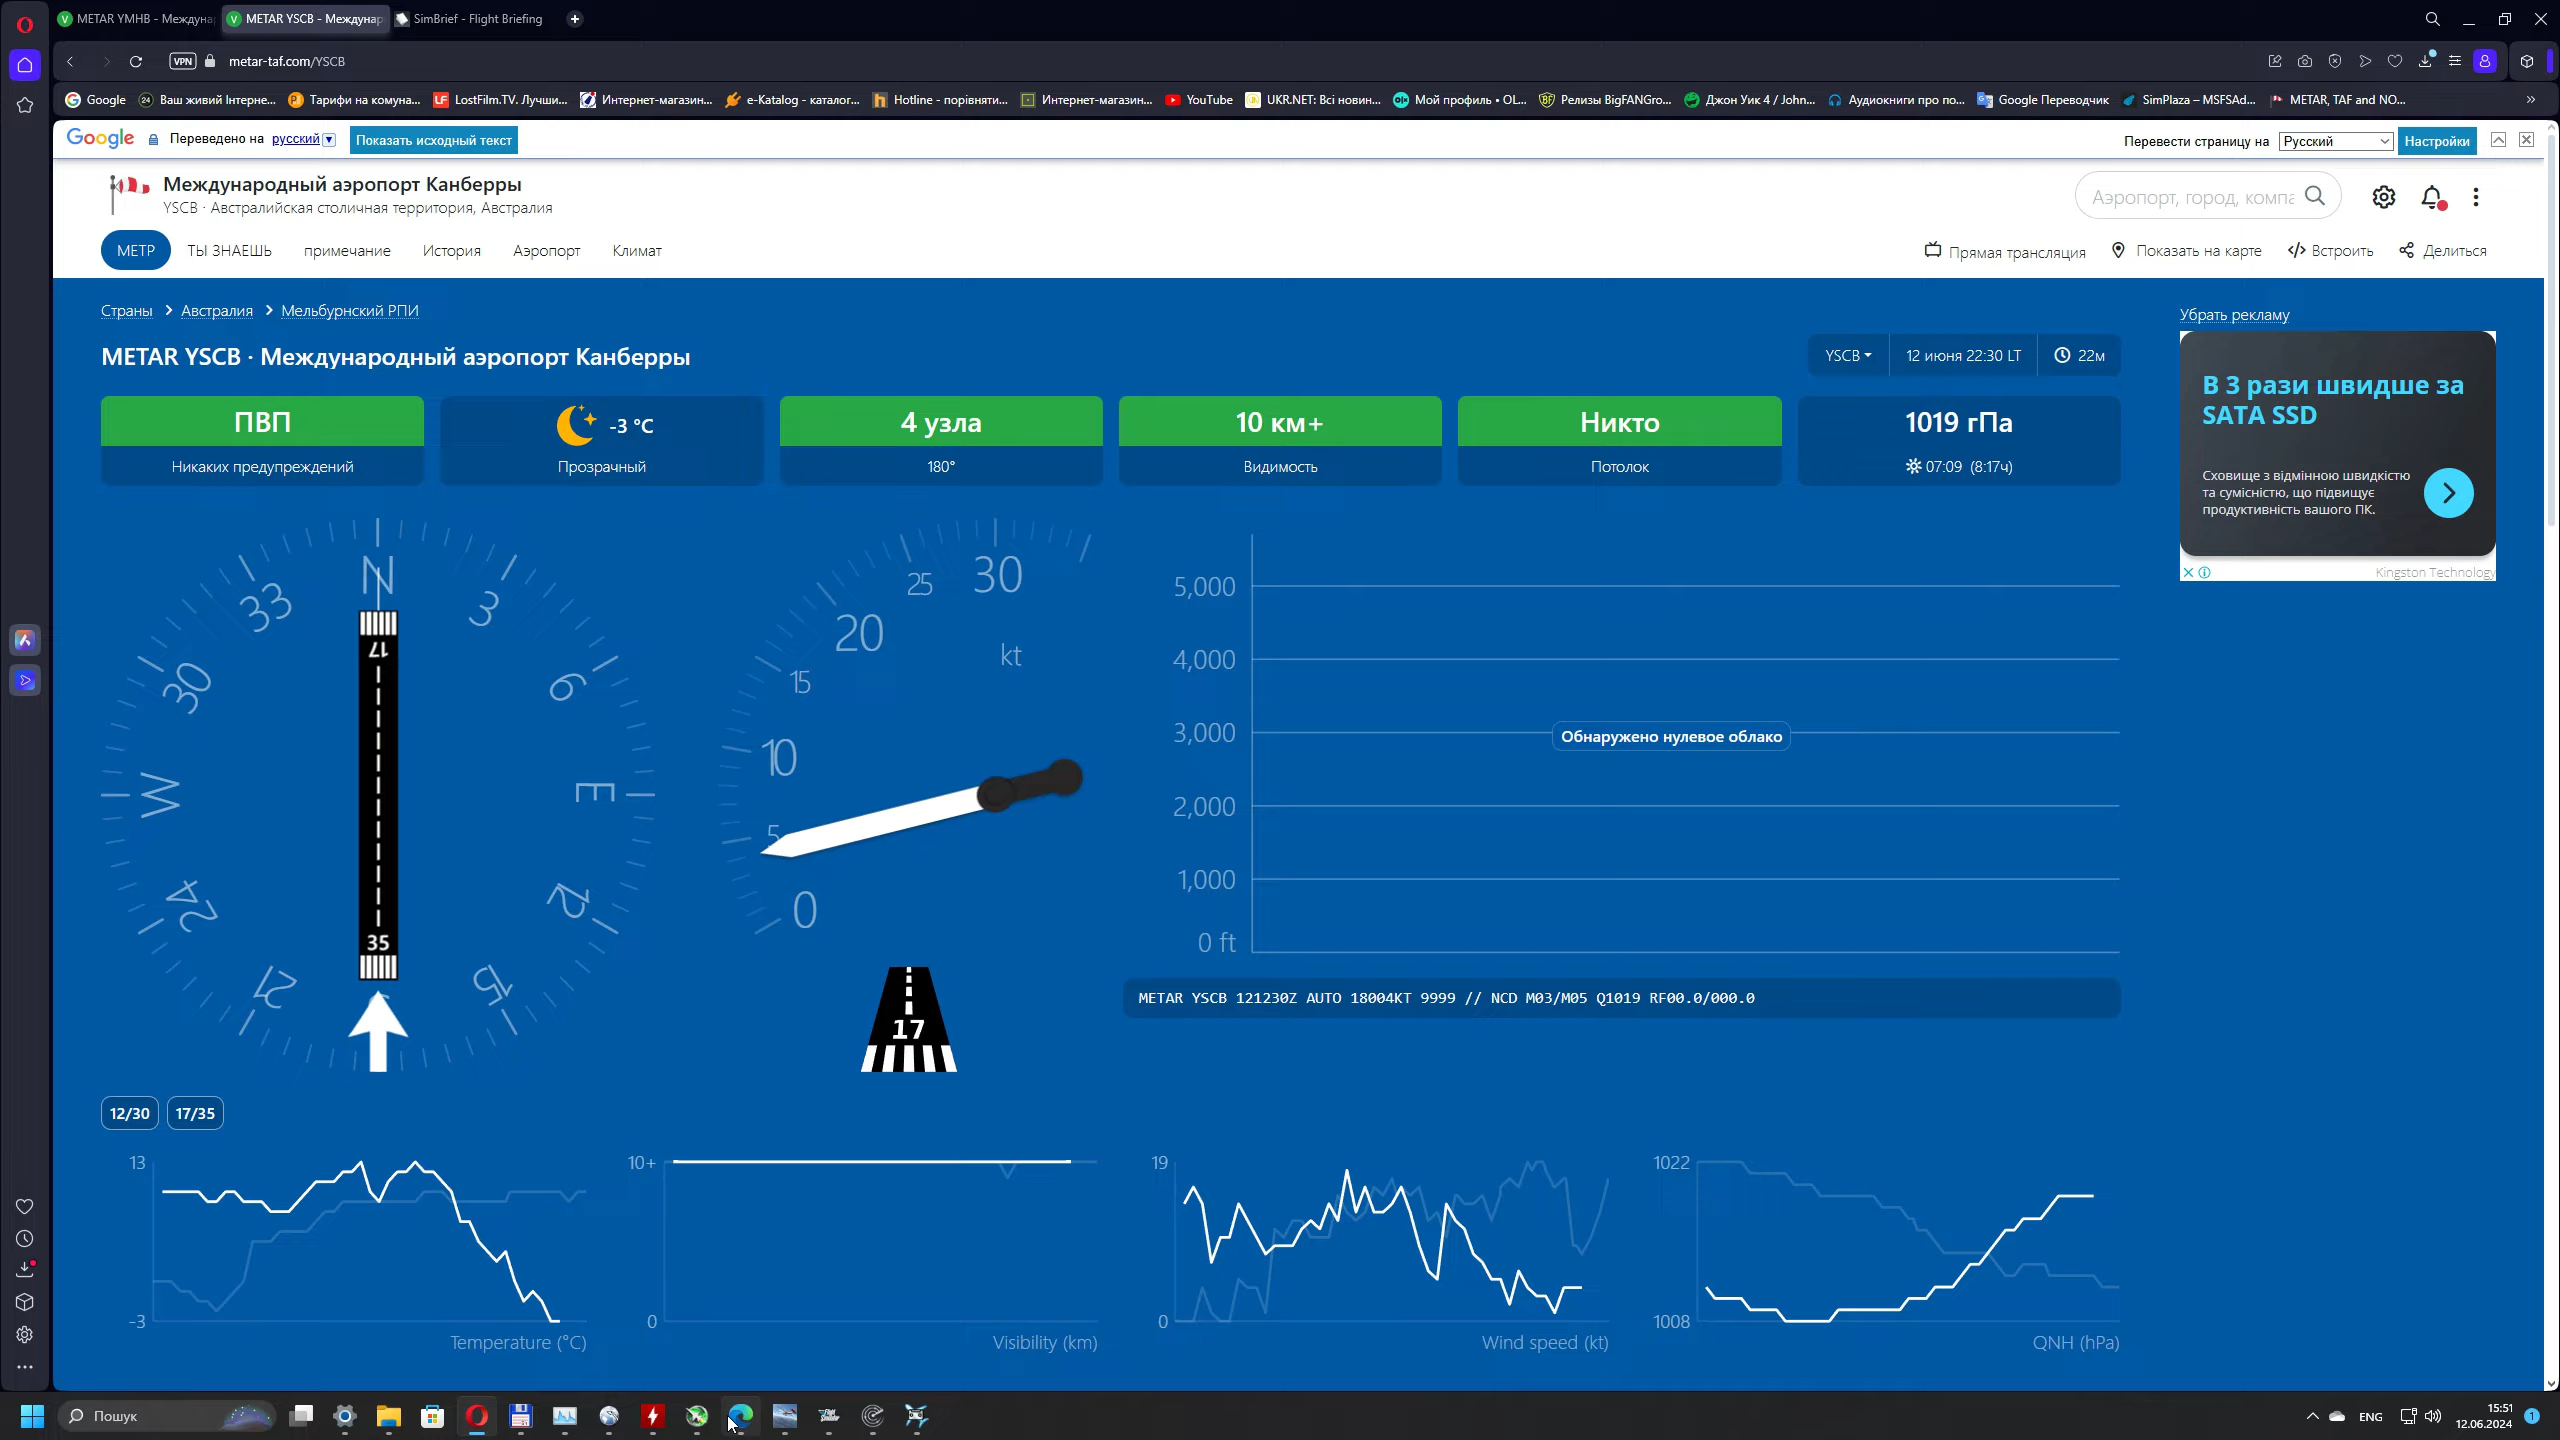 METAR YMHB - Междунар
METAR YSCB - Междунар
SimBrief - Flight Briefing
VPN
metar-taf.com/YSCB
Google
Ваш живий Інтерне...
Тарифи на комуна...
LostFilm.TV. Лучши...
Интернет-магазин...
e-Katalog - каталог...
Hotline - порівняти...
Интернет-магазин...
YouTube
UKR.NET: Всі новин...
Мой профиль • OL...
Релизы BigFANGro...
Джон Уик 4 / John...
Аудиокниги про по...
Google Переводчик
SimPlaza – MSFSAd...
METAR, TAF and NO...
»
Google Переведено на русский Показать исходный текст
Перевести страницу на Русский Настройки
Международный аэропорт Канберры
YSCB · Австралийская столичная территория, Австралия
Аэропорт, город, компа
МЕТР ТЫ ЗНАЕШЬ примечание История Аэропорт Климат
Прямая трансляция Показать на карте Встроить Делиться
Страны Австралия Мельбурнский РПИ
METAR YSCB · Международный аэропорт Канберры
YSCB 12 июня 22:30 LT 22м
ПВП
Никаких предупреждений
-3 °C
Прозрачный
4 узла
180°
10 км+
Видимость
Никто
Потолок
1019 гПа
07:09 (8:17ч)
Убрать рекламу
В 3 рази швидше за
SATA SSD
Сховище з відмінною швидкістю
та сумісністю, що підвищує
продуктивність вашого ПК.
Kingston Technology
N
3
6
E
12
15
21
24
W
30
33
17
35
0
5
10
15
20
25
30
kt
17
5,000
4,000
3,000
2,000
1,000
0 ft
Обнаружено нулевое облако
METAR YSCB 121230Z AUTO 18004KT 9999 // NCD M03/M05 Q1019 RF00.0/000.0
12/30 17/35
13
-3
Temperature (°C)
10+
0
Visibility (km)
19
0
Wind speed (kt)
1022
1008
QNH (hPa)
Пошук
ENG
15:51
12.06.2024
1